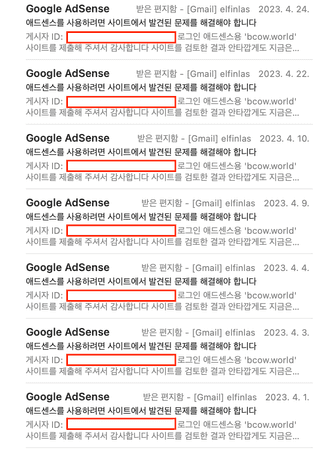 Google AdSense 받은 편지함 - [Gmail] elfinlas 2023. 4. 24.
애드센스를 사용하려면 사이트에서 발견된 문제를 해결해야 합니다
게시자 ID: 로그인 애드센스용 'bcow.world'
사이트를 제출해 주셔서 감사합니다 사이트를 검토한 결과 안타깝게도 지금은...
Google AdSense 받은 편지함 - [Gmail] elfinlas 2023. 4. 22.
애드센스를 사용하려면 사이트에서 발견된 문제를 해결해야 합니다
게시자 ID: 로그인 애드센스용 'bcow.world'
사이트를 제출해 주셔서 감사합니다 사이트를 검토한 결과 안타깝게도 지금은...
Google AdSense 받은 편지함 - [Gmail] elfinlas 2023. 4. 10.
애드센스를 사용하려면 사이트에서 발견된 문제를 해결해야 합니다
게시자 ID: 로그인 애드센스용 'bcow.world'
사이트를 제출해 주셔서 감사합니다 사이트를 검토한 결과 안타깝게도 지금은...
Google AdSense 받은 편지함 - [Gmail] elfinlas 2023. 4. 9.
애드센스를 사용하려면 사이트에서 발견된 문제를 해결해야 합니다
게시자 ID: 로그인 애드센스용 'bcow.world'
사이트를 제출해 주셔서 감사합니다 사이트를 검토한 결과 안타깝게도 지금은...
Google AdSense 받은 편지함 - [Gmail] elfinlas 2023. 4. 4.
애드센스를 사용하려면 사이트에서 발견된 문제를 해결해야 합니다
게시자 ID: 로그인 애드센스용 'bcow.world'
사이트를 제출해 주셔서 감사합니다 사이트를 검토한 결과 안타깝게도 지금은...
Google AdSense 받은 편지함 - [Gmail] elfinlas 2023. 4. 3.
애드센스를 사용하려면 사이트에서 발견된 문제를 해결해야 합니다
게시자 ID: 로그인 애드센스용 'bcow.world'
사이트를 제출해 주셔서 감사합니다 사이트를 검토한 결과 안타깝게도 지금은...
Google AdSense 받은 편지함 - [Gmail] elfinlas 2023. 4. 1.
애드센스를 사용하려면 사이트에서 발견된 문제를 해결해야 합니다
게시자 ID: 로그인 애드센스용 'bcow.world'
사이트를 제출해 주셔서 감사합니다 사이트를 검토한 결과 안타깝게도 지금은...